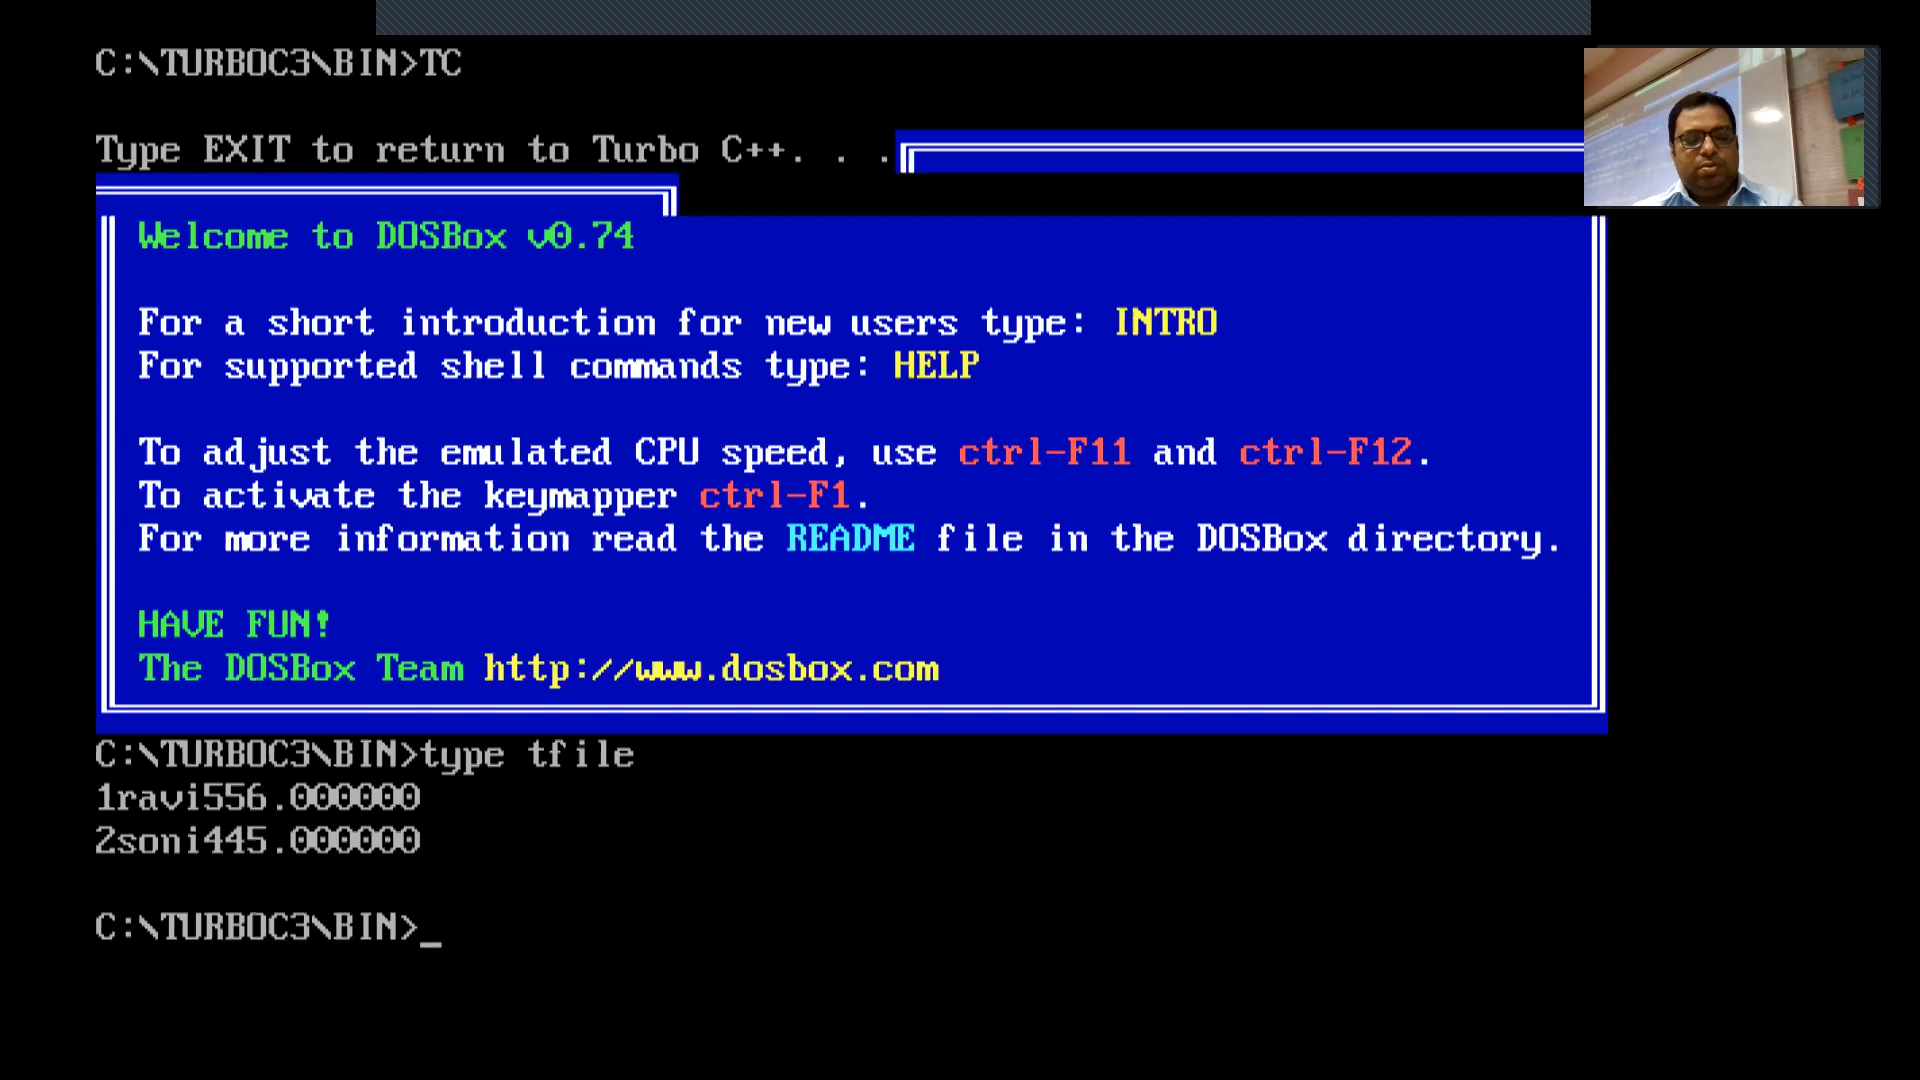 C:\TURBOC3\BIN>TC
Type EXIT to return to Turbo C++. . .
Welcome to DOSBox v0.74
For a short introduction for new users type: INTRO
For supported shell commands type: HELP
To adjust the emulated CPU speed, use ctrl-F11 and ctrl-F12.
To activate the keymapper ctrl-F1.
For more information read the README file in the DOSBox directory.
HAVE FUN!
The DOSBox Team http://www.dosbox.com
C:\TURBOC3\BIN>type tfile
1ravi556.000000
2soni445.000000
C:\TURBOC3\BIN>_